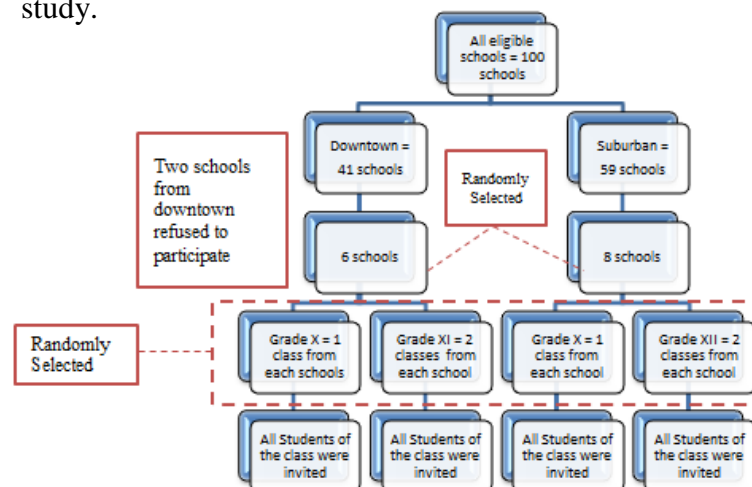 study.
All eligible
schools = 100
schools
Downtown =
41 schools
Suburban =
59 schools
Two schools
from
downtown
refused to
participate
Randomly
Selected
6 schools
8 schools
Randomly
Selected
Grade X = 1
class from
each schools
Grade XI = 2
classes from
each school
Grade X = 1
class from
each school
Grade XII = 2
classes from
each school
All Students of
the class were
invited
All Students of
the class were
invited
All Students of
the class were
invited
All Students of
the class were
invited